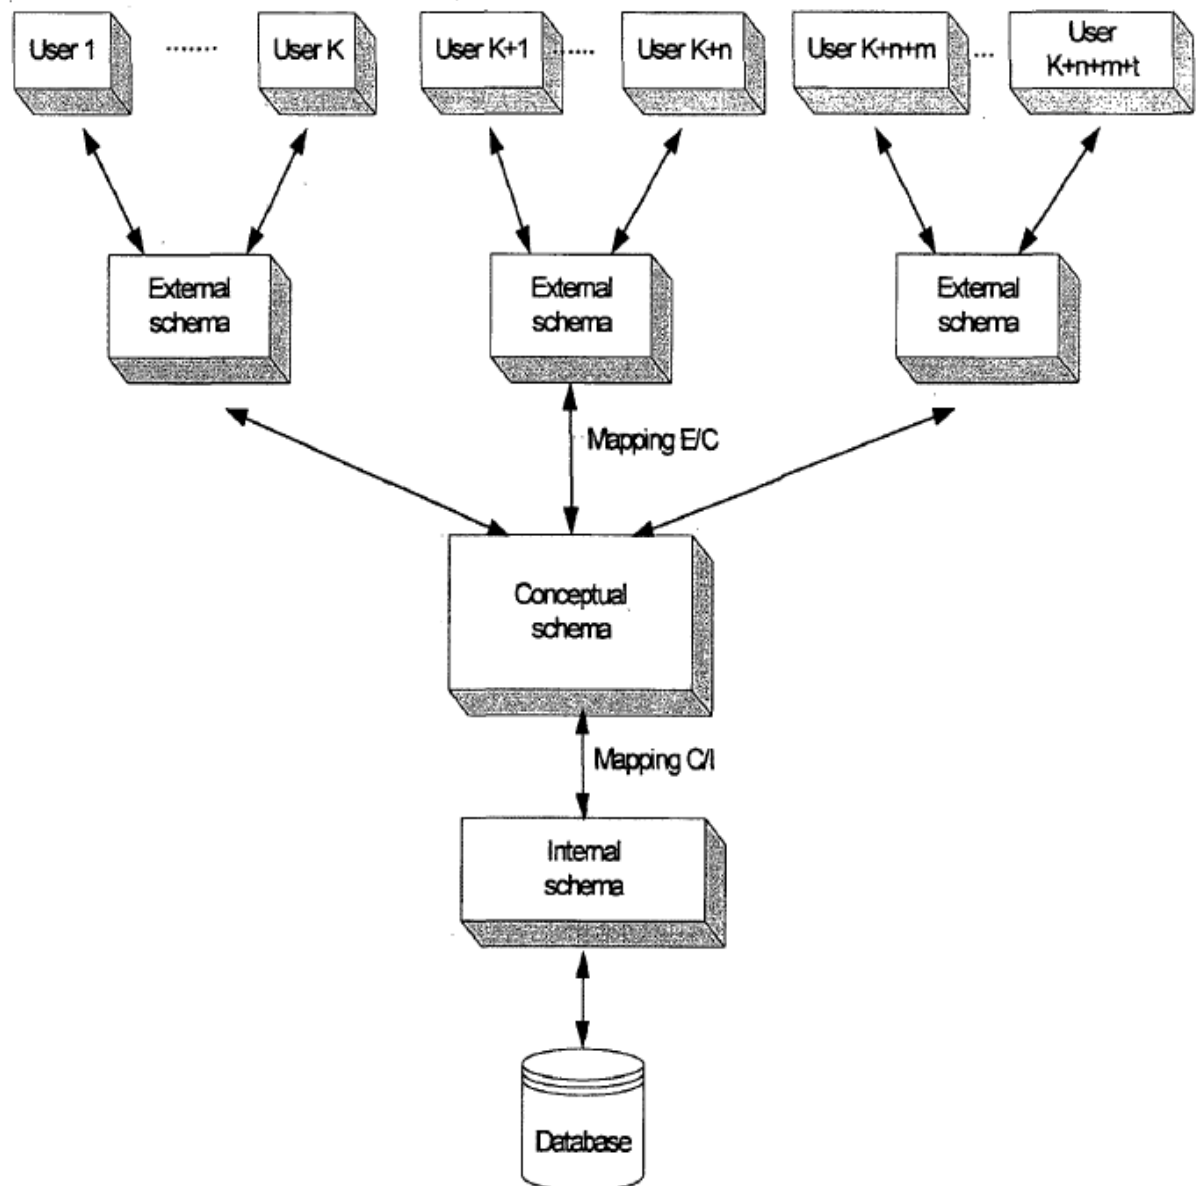 User 1
.......
User K
User K+1
......
User K+n
User K+n+m
...
User
K+n+m+t
External
schema
External
schema
External
schema
Mapping E/C
Conceptual
schema
Mapping C/I
Internal
schema
Database